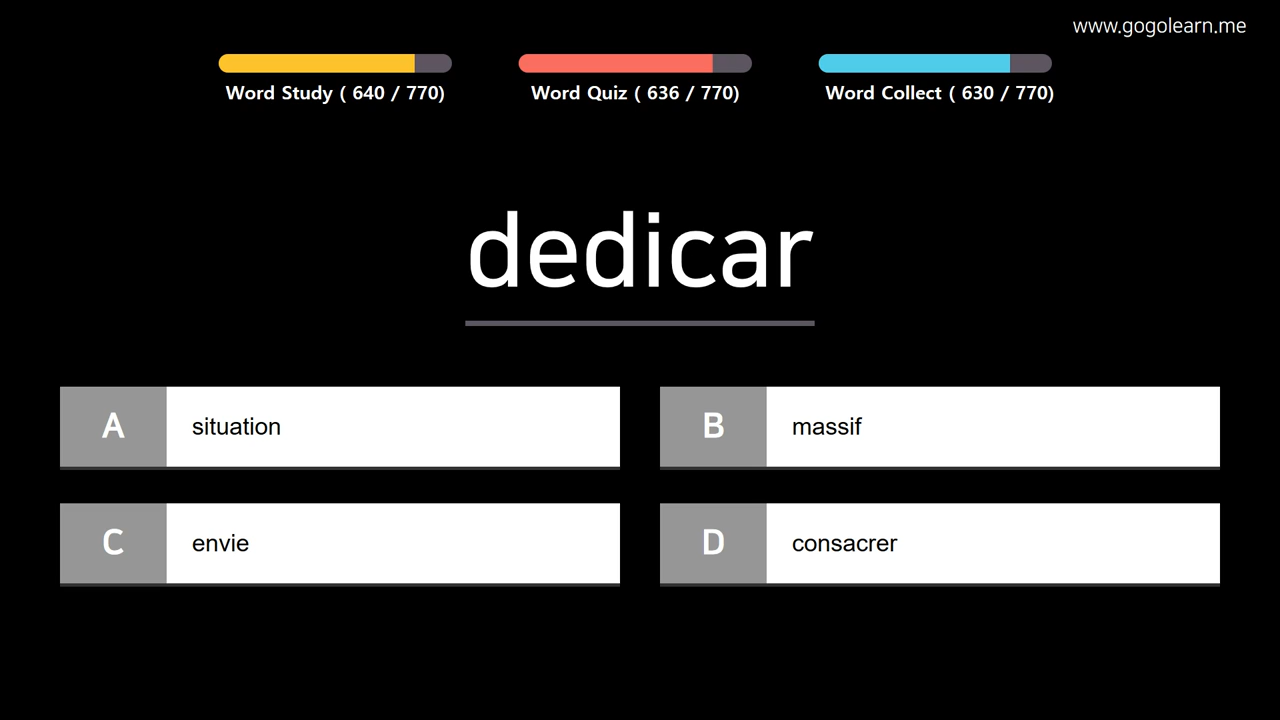 www.gogolearn.me
Word Study ( 640 / 770)
Word Quiz ( 636 / 770)
Word Collect ( 630 / 770)
dedicar
A situation
B massif
C envie
D consacrer